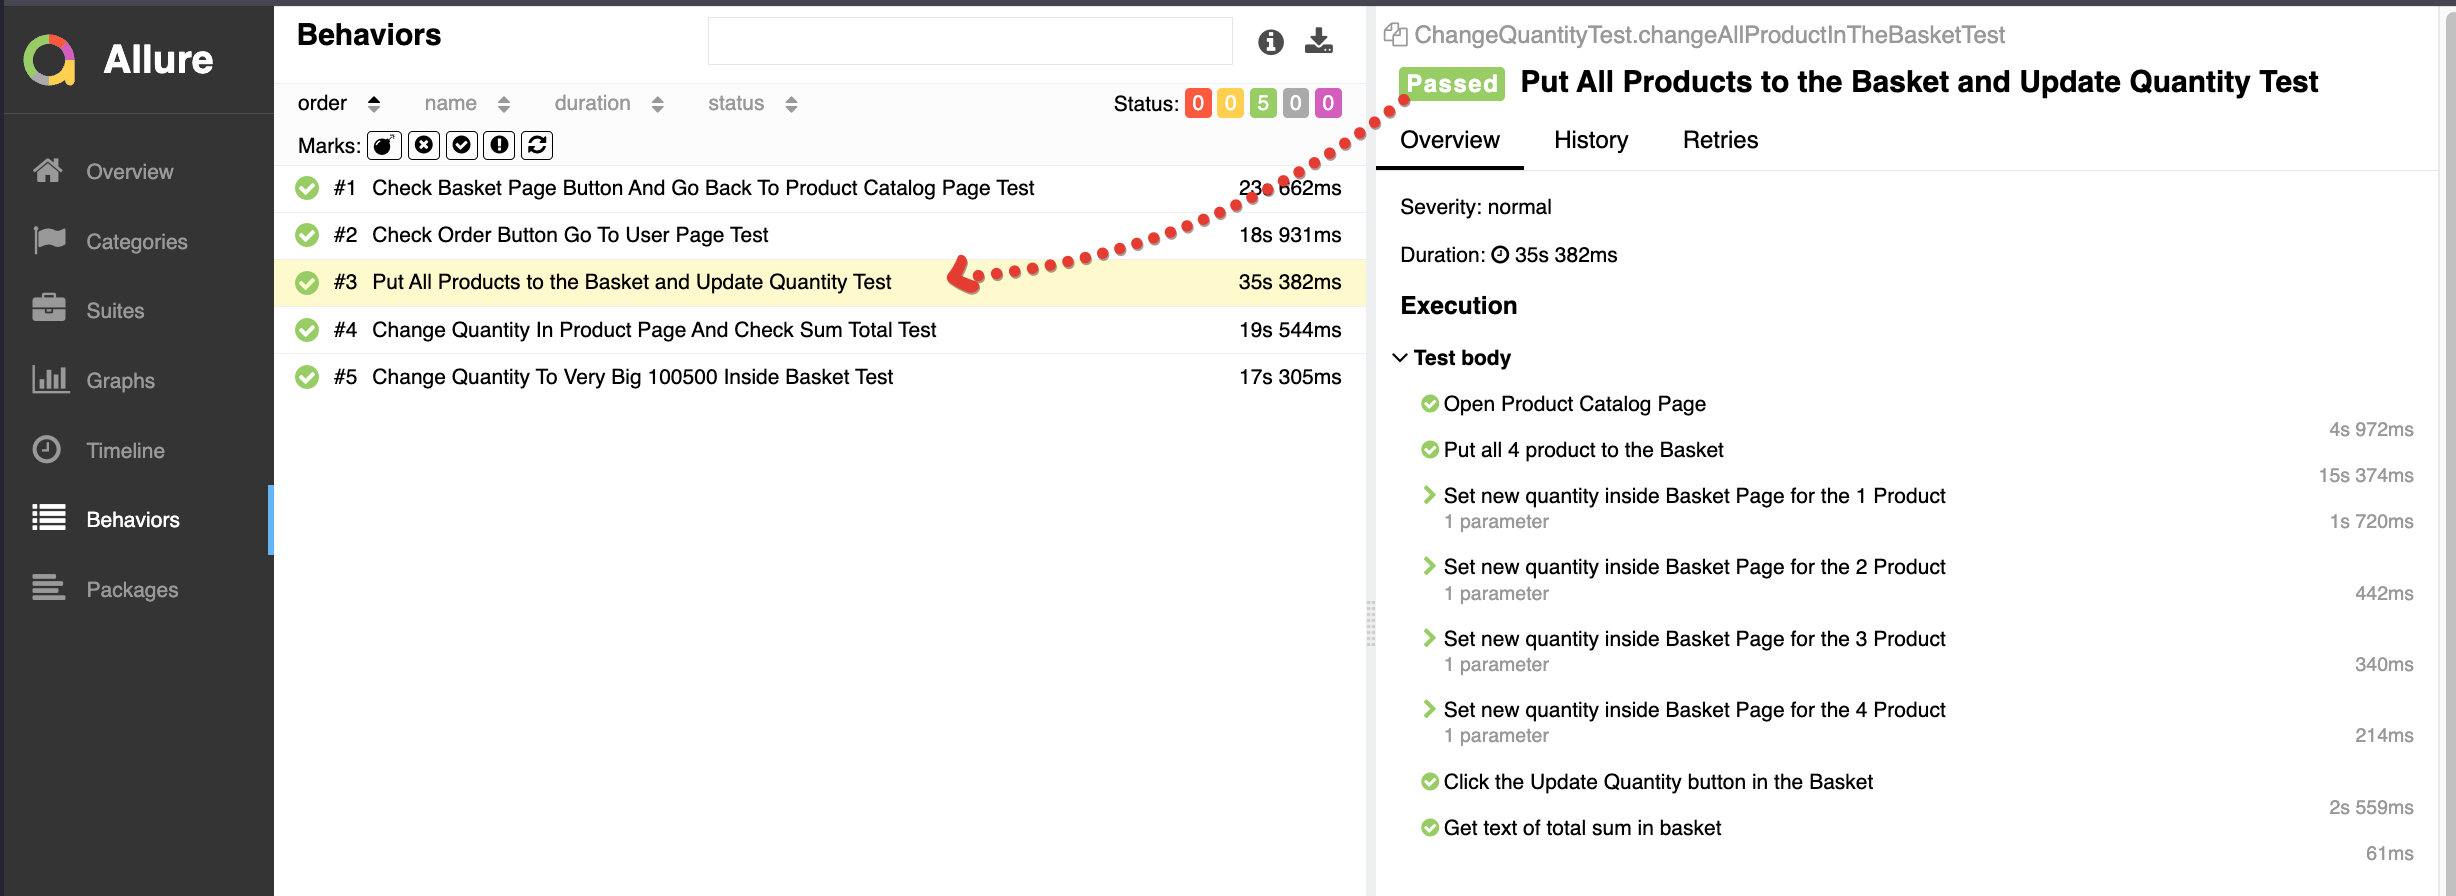 Allure
Overview
Categories
Suites
Graphs
Timeline
Behaviors
Packages
Behaviors
order name duration status
Status: 0 0 5 0 0
Marks:
#1 Check Basket Page Button And Go Back To Product Catalog Page Test 23s 662ms
#2 Check Order Button Go To User Page Test 18s 931ms
#3 Put All Products to the Basket and Update Quantity Test 35s 382ms
#4 Change Quantity In Product Page And Check Sum Total Test 19s 544ms
#5 Change Quantity To Very Big 100500 Inside Basket Test 17s 305ms
ChangeQuantityTest.changeAllProductInTheBasketTest
Passed Put All Products to the Basket and Update Quantity Test
Overview History Retries
Severity: normal
Duration: 35s 382ms
Execution
Test body
Open Product Catalog Page
4s 972ms
Put all 4 product to the Basket
15s 374ms
Set new quantity inside Basket Page for the 1 Product
1 parameter 1s 720ms
Set new quantity inside Basket Page for the 2 Product
1 parameter 442ms
Set new quantity inside Basket Page for the 3 Product
1 parameter 340ms
Set new quantity inside Basket Page for the 4 Product
1 parameter 214ms
Click the Update Quantity button in the Basket
2s 559ms
Get text of total sum in basket
61ms